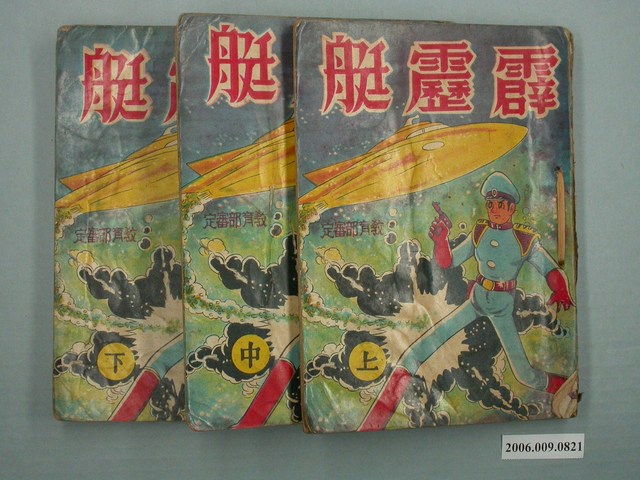 艇
教育部審定
下
艇
教育部審定
中
霹靂艇
教育部審定
上
2006.009.0821